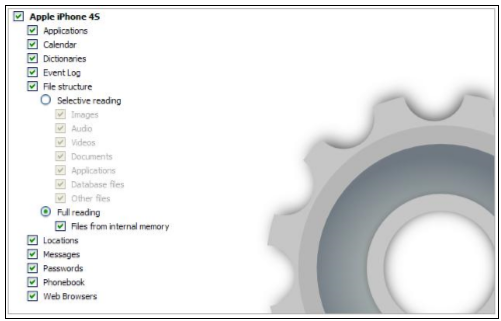 Apple iPhone 4S
Applications
Calendar
Dictionaries
Event Log
File structure
Selective reading
Images
Audio
Videos
Documents
Applications
Database files
Other files
Full reading
Files from internal memory
Locations
Messages
Passwords
Phonebook
Web Browsers